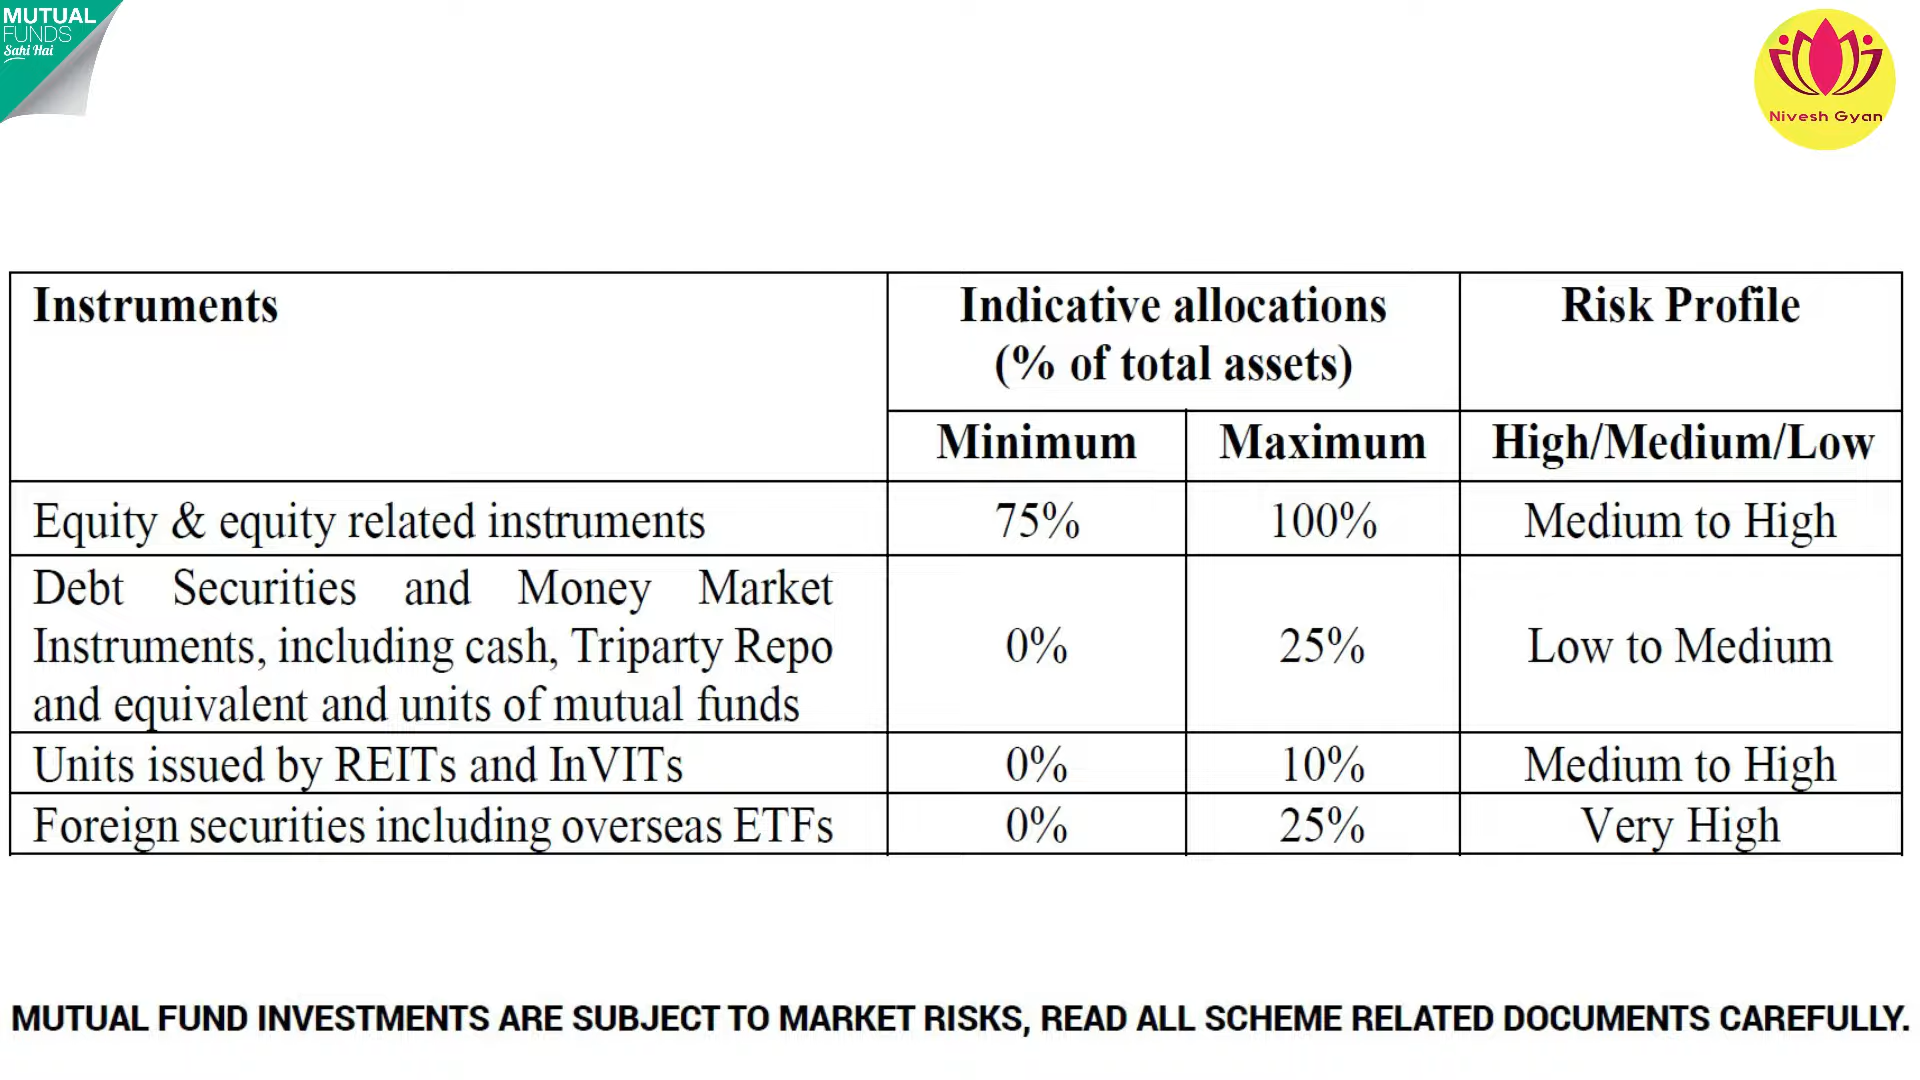 MUTUAL
FUNDS
Sahi Hai
Nivesh Gyan
Instruments
Indicative allocations
(% of total assets)
Risk Profile
Minimum
Maximum
High/Medium/Low
Equity & equity related instruments
75%
100%
Medium to High
Debt Securities and Money Market
Instruments, including cash, Triparty Repo
and equivalent and units of mutual funds
0%
25%
Low to Medium
Units issued by REITs and InVITs
0%
10%
Medium to High
Foreign securities including overseas ETFs
0%
25%
Very High
MUTUAL FUND INVESTMENTS ARE SUBJECT TO MARKET RISKS, READ ALL SCHEME RELATED DOCUMENTS CAREFULLY.